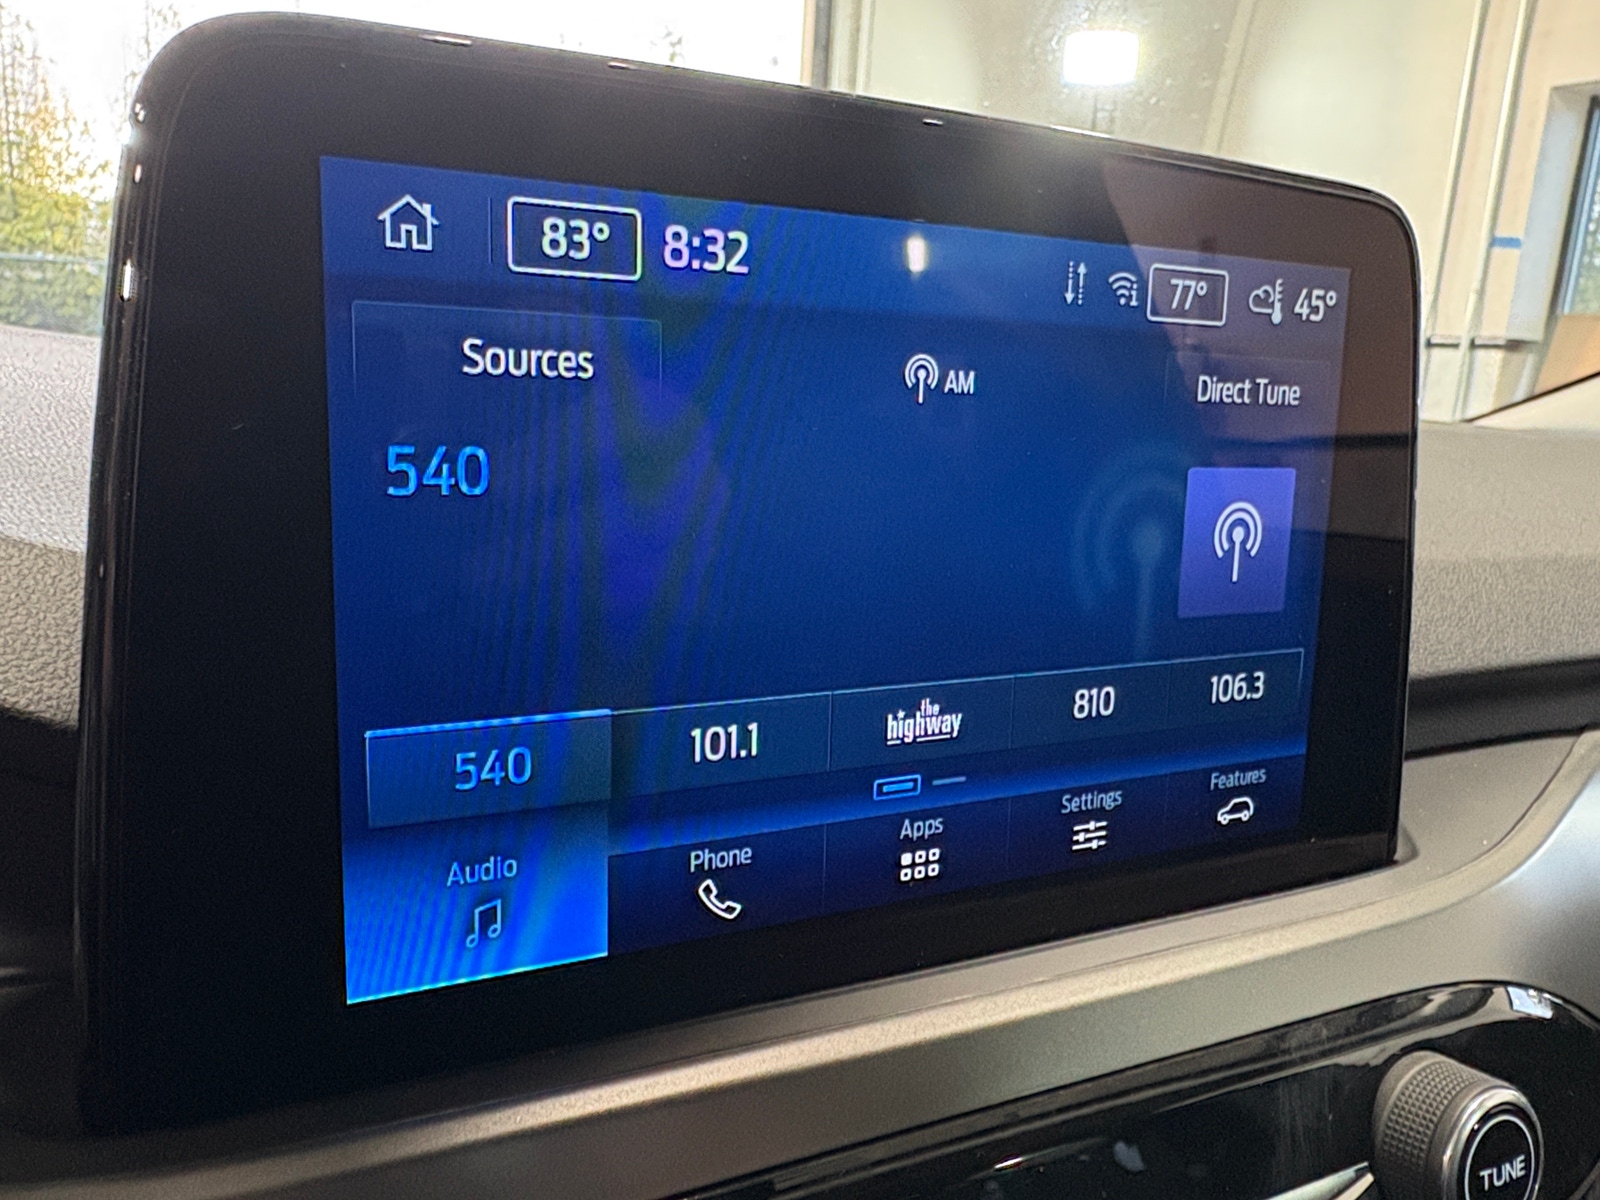 83° 8:32 77° 45°
Sources AM Direct Tune
540
540 101.1 the highway 810 106.3
Audio Phone Apps Settings Features
TUNE